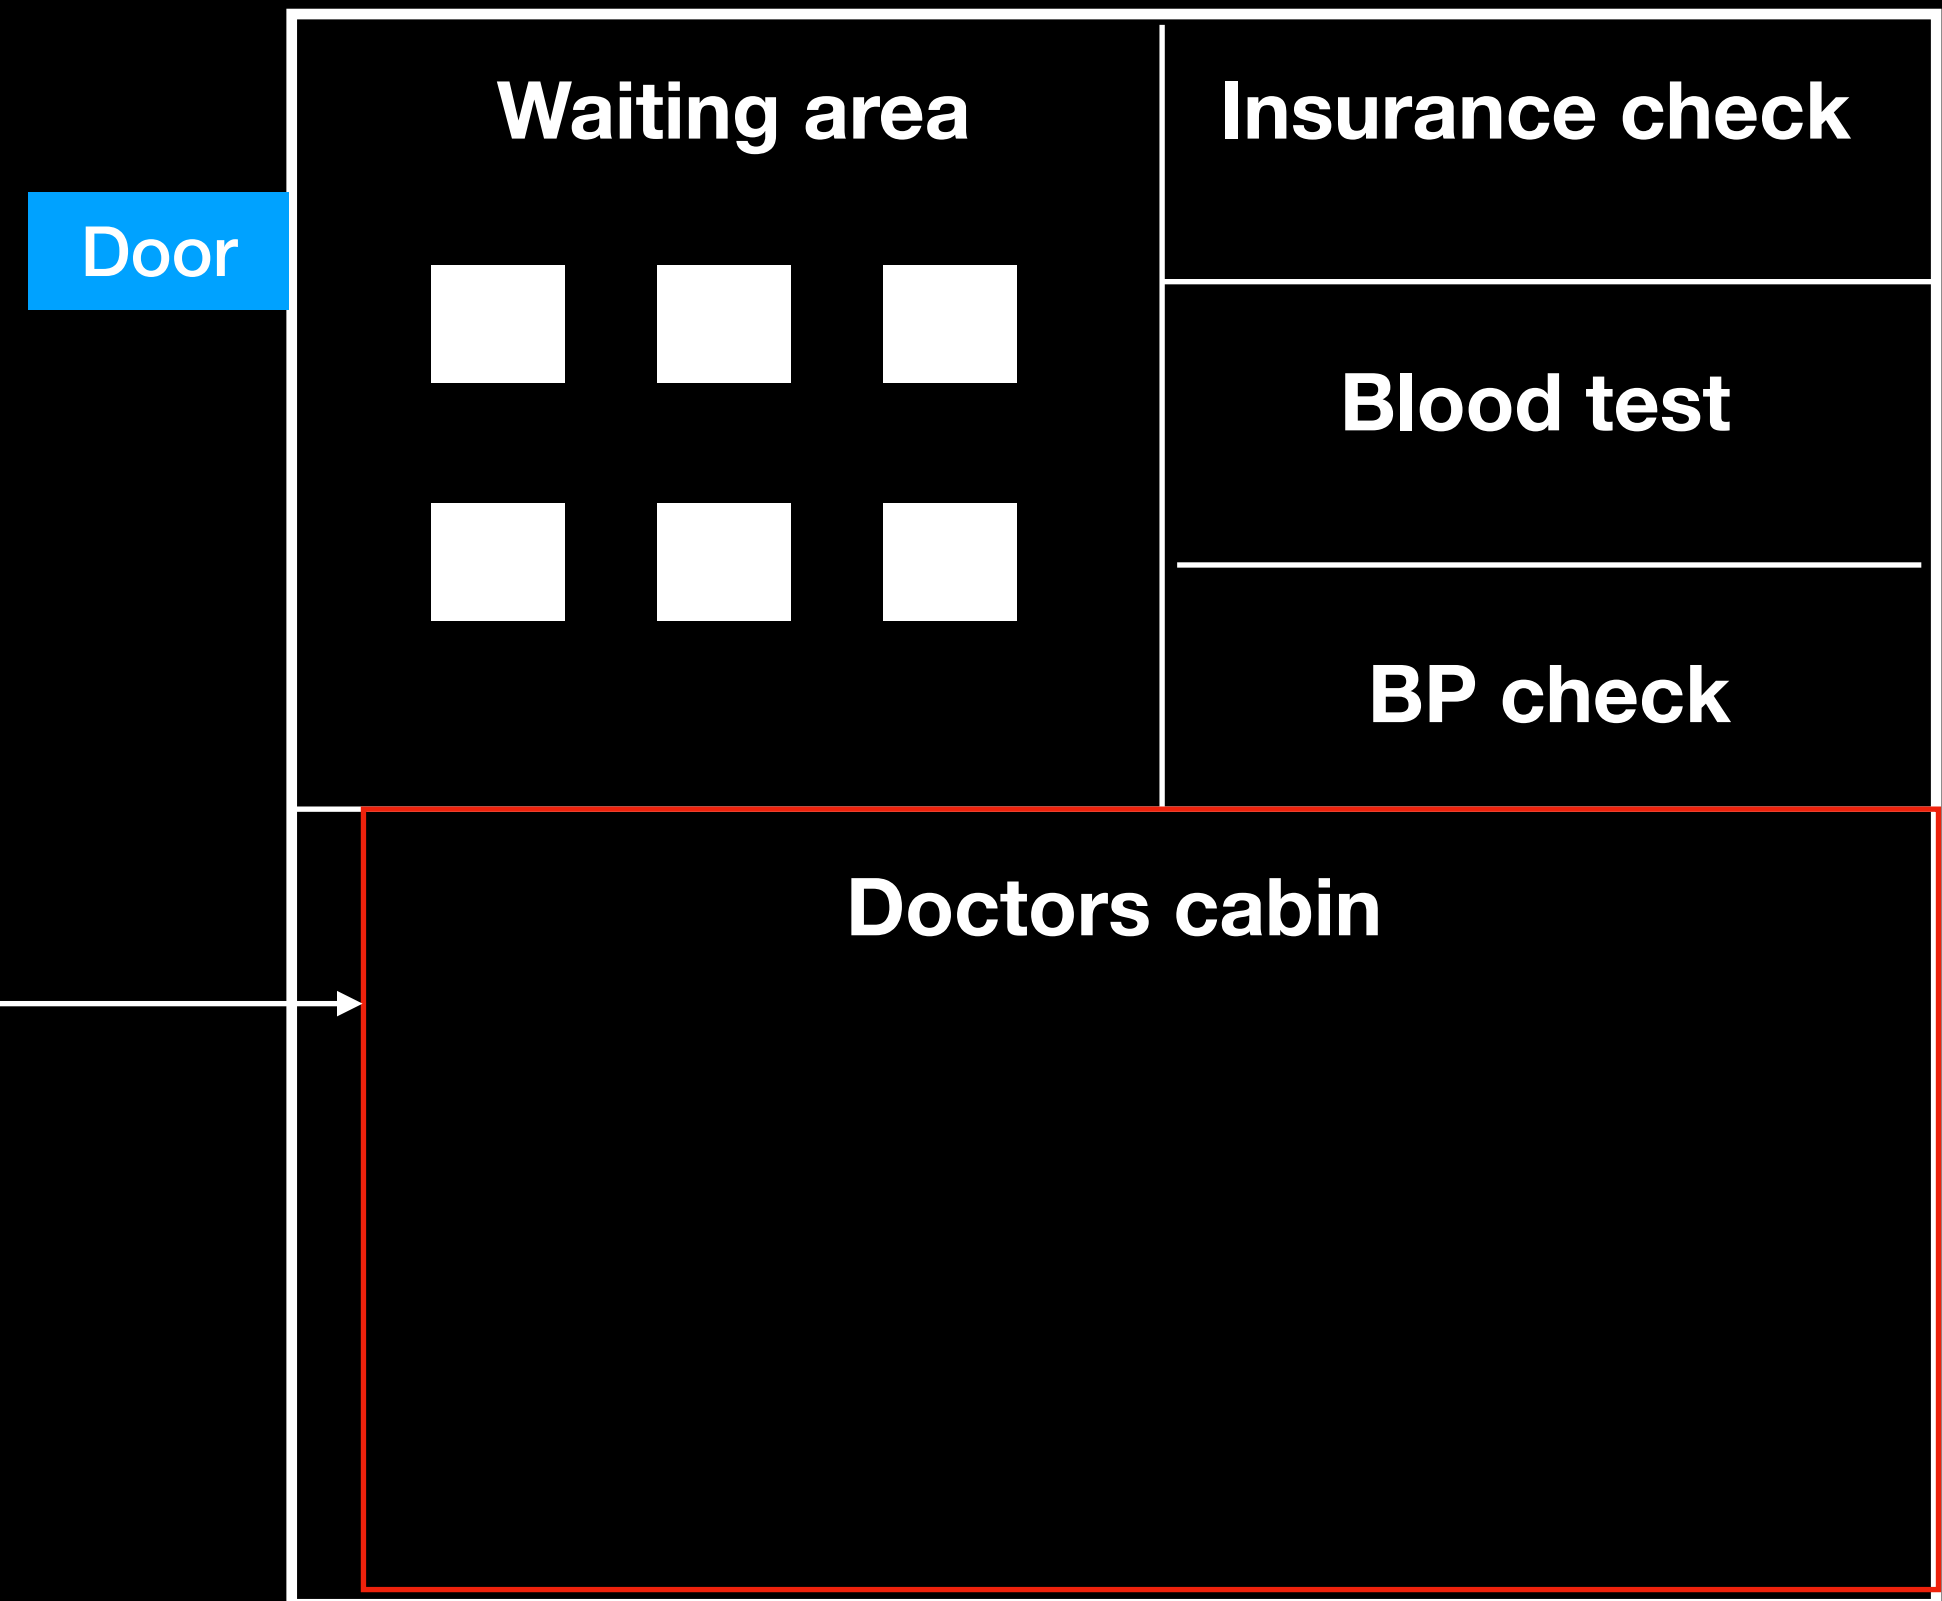 Waiting area
Insurance check
Door
Blood test
BP check
Doctors cabin